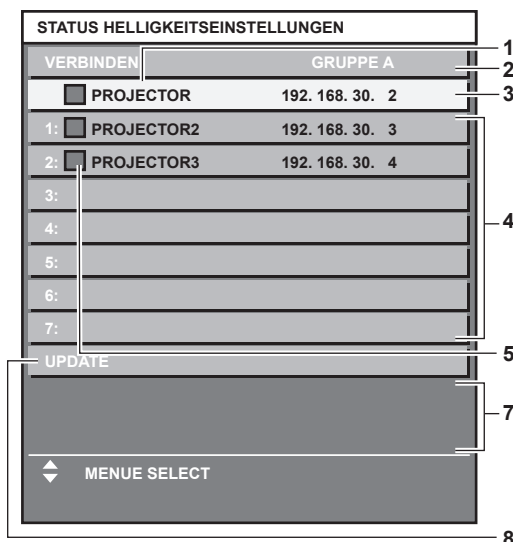 STATUS HELLIGKEITSEINSTELLUNGEN
VERBINDEN GRUPPE A
PROJECTOR 192. 168. 30. 2
1: PROJECTOR2 192. 168. 30. 3
2: PROJECTOR3 192. 168. 30. 4
3:
4:
5:
6:
7:
UPDATE
MENUE SELECT
1
2
3
4
5
7
8